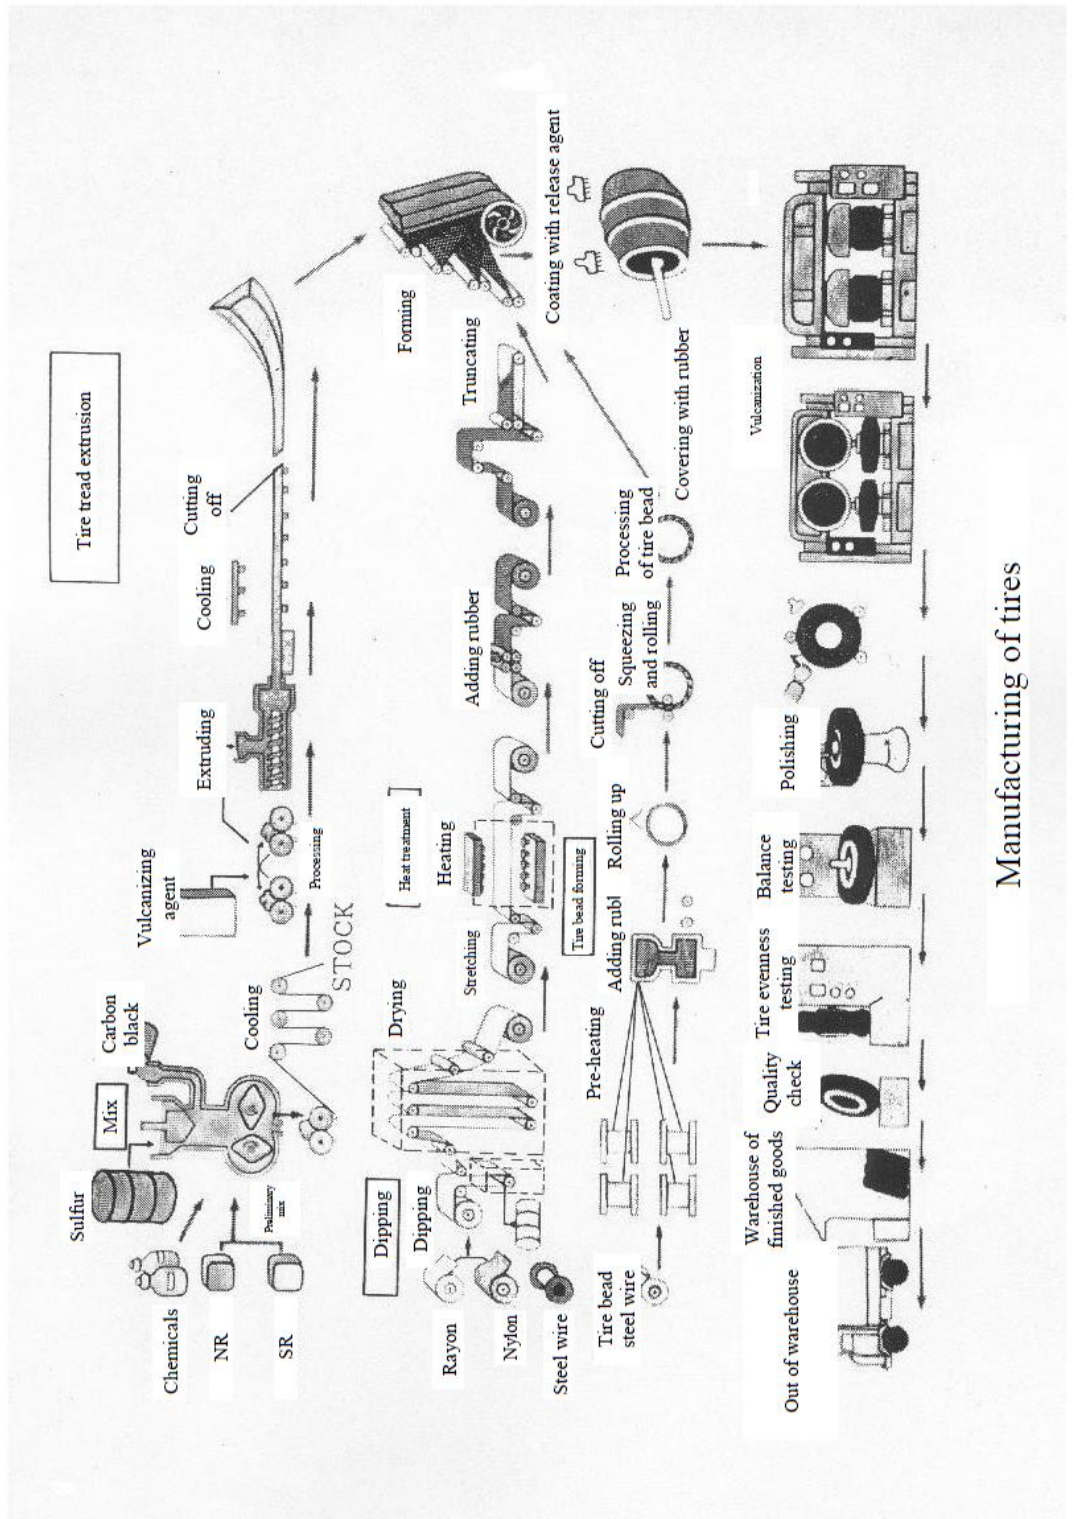 Tire tread extrusion
Sulfur
Mix
Carbon
black
Vulcanizing
agent
Extruding
Cooling
Cutting
off
Chemicals
NR
SR
Preliminary
mix
Cooling
STOCK
Processing
Dipping
Dipping
Drying
Heat treatment
Heating
Stretching
Adding rubber
Truncating
Forming
Rayon
Nylon
Steel wire
Tire bead forming
Tire bead
steel wire
Pre-heating
Adding rubl
Rolling up
Cutting off
Squeezing
and rolling
Processing
of tire bead
Covering with rubber
Coating with release agent
Vulcanization
Polishing
Balance
testing
Tire evenness
testing
Quality
check
Warehouse of
finished goods
Out of warehouse
Manufacturing of tires